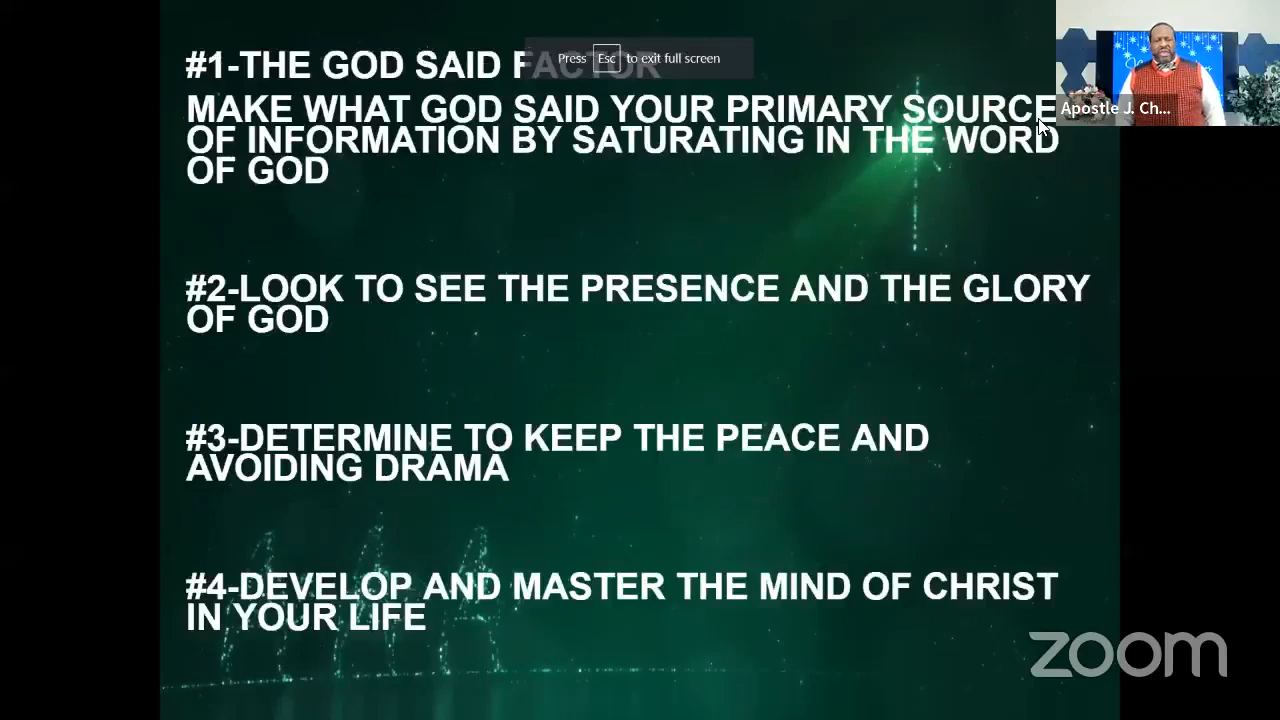 #1-THE GOD SAID FACTOR
Press Esc to exit full screen
MAKE WHAT GOD SAID YOUR PRIMARY SOURCE
OF INFORMATION BY SATURATING IN THE WORD
OF GOD
Apostle J. Ch...
#2-LOOK TO SEE THE PRESENCE AND THE GLORY
OF GOD
#3-DETERMINE TO KEEP THE PEACE AND
AVOIDING DRAMA
#4-DEVELOP AND MASTER THE MIND OF CHRIST
IN YOUR LIFE
zoom